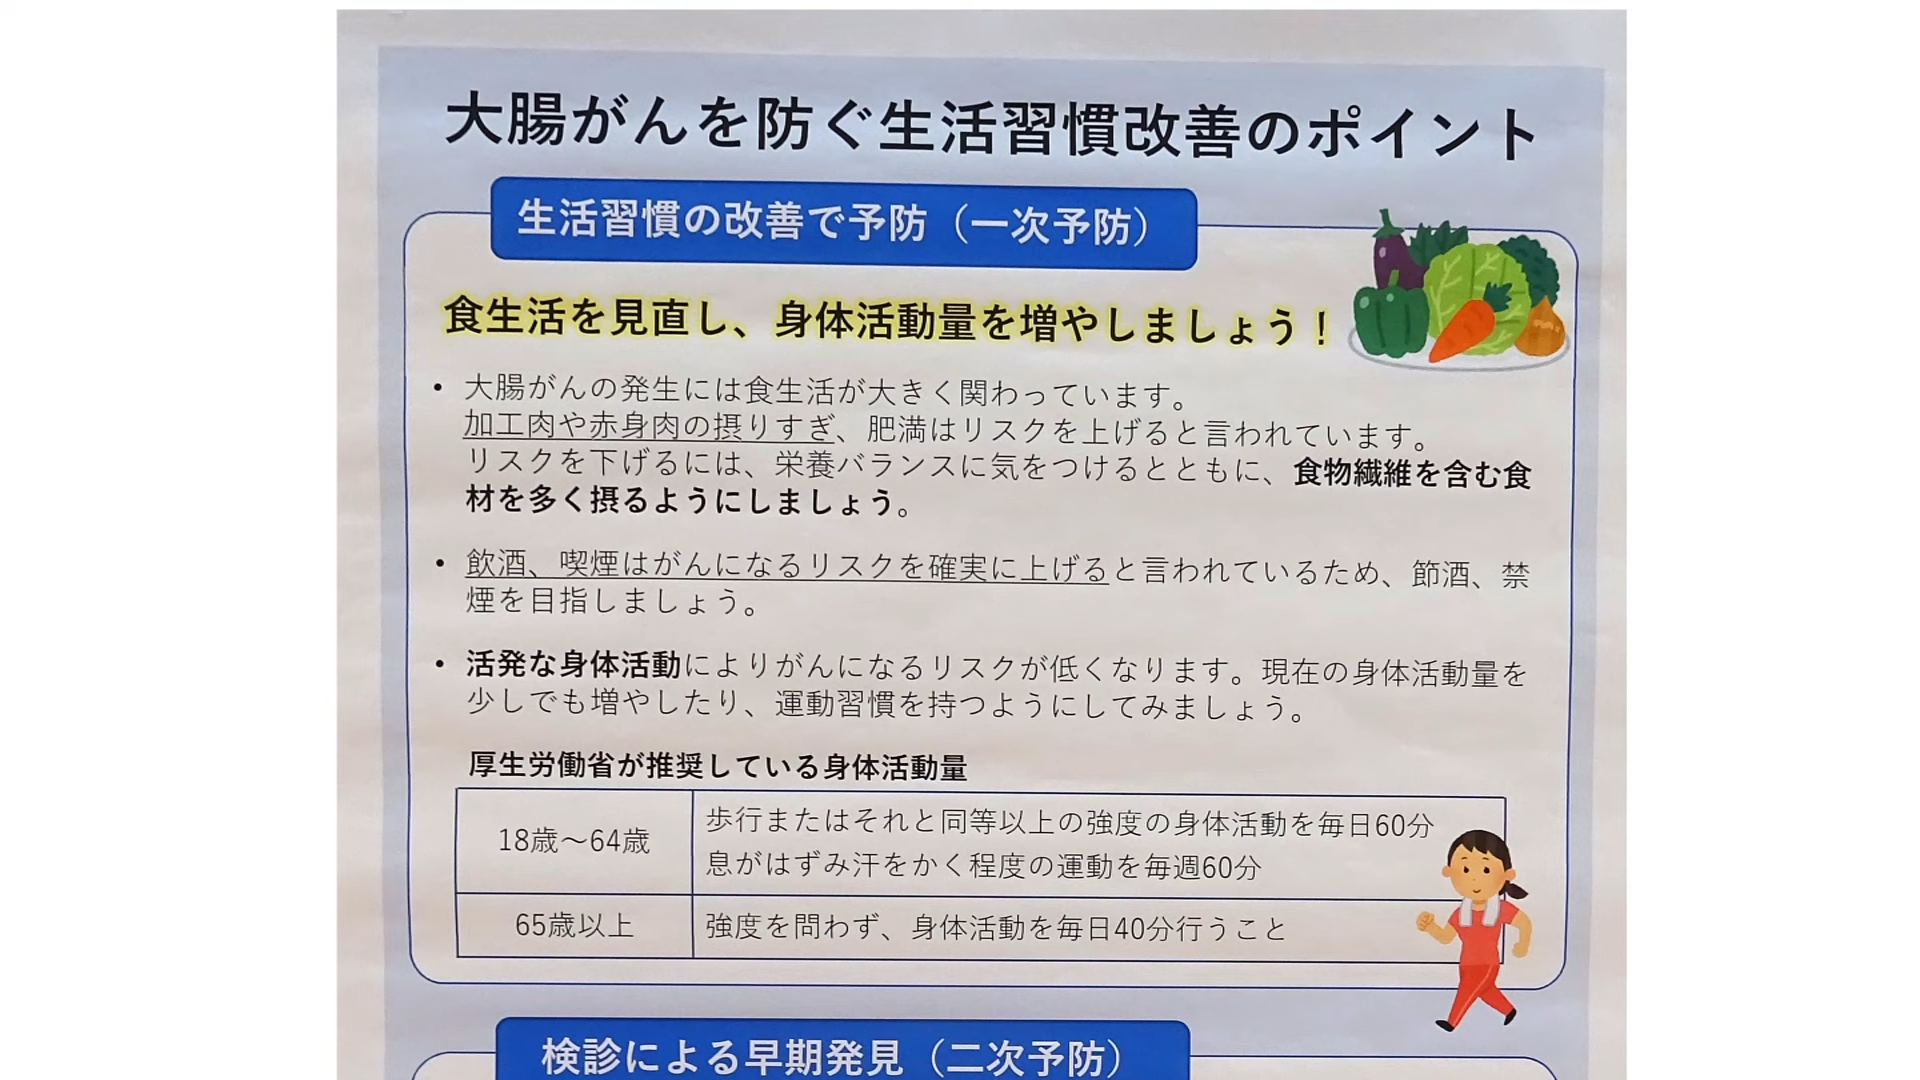 大腸がんを防ぐ生活習慣改善のポイント
生活習慣の改善で予防（一次予防）
食生活を見直し、身体活動量を増やしましょう！
• 大腸がんの発生には食生活が大きく関わっています。
加工肉や赤身肉の摂りすぎ、肥満はリスクを上げると言われています。
リスクを下げるには、栄養バランスに気をつけるとともに、食物繊維を含む食
材を多く摂るようにしましょう。
• 飲酒、喫煙はがんになるリスクを確実に上げると言われているため、節酒、禁
煙を目指しましょう。
• 活発な身体活動によりがんになるリスクが低くなります。現在の身体活動量を
少しでも増やしたり、運動習慣を持つようにしてみましょう。
厚生労働省が推奨している身体活動量
18歳～64歳
歩行またはそれと同等以上の強度の身体活動を毎日60分
息がはずみ汗をかく程度の運動を毎週60分
65歳以上
強度を問わず、身体活動を毎日40分行うこと
検診による早期発見（二次予防）